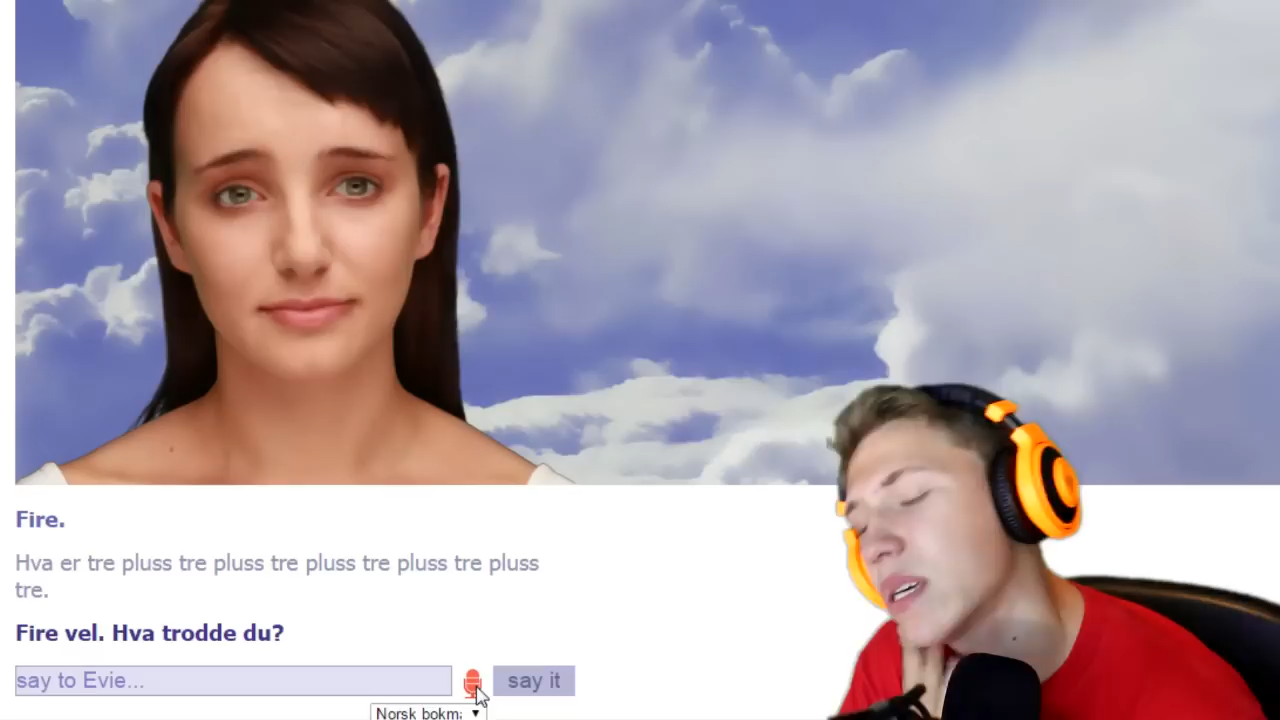 Fire.
Hva er tre pluss tre pluss tre pluss tre pluss tre pluss
tre.
Fire vel. Hva trodde du?
say to Evie...
say it
Norsk bokm